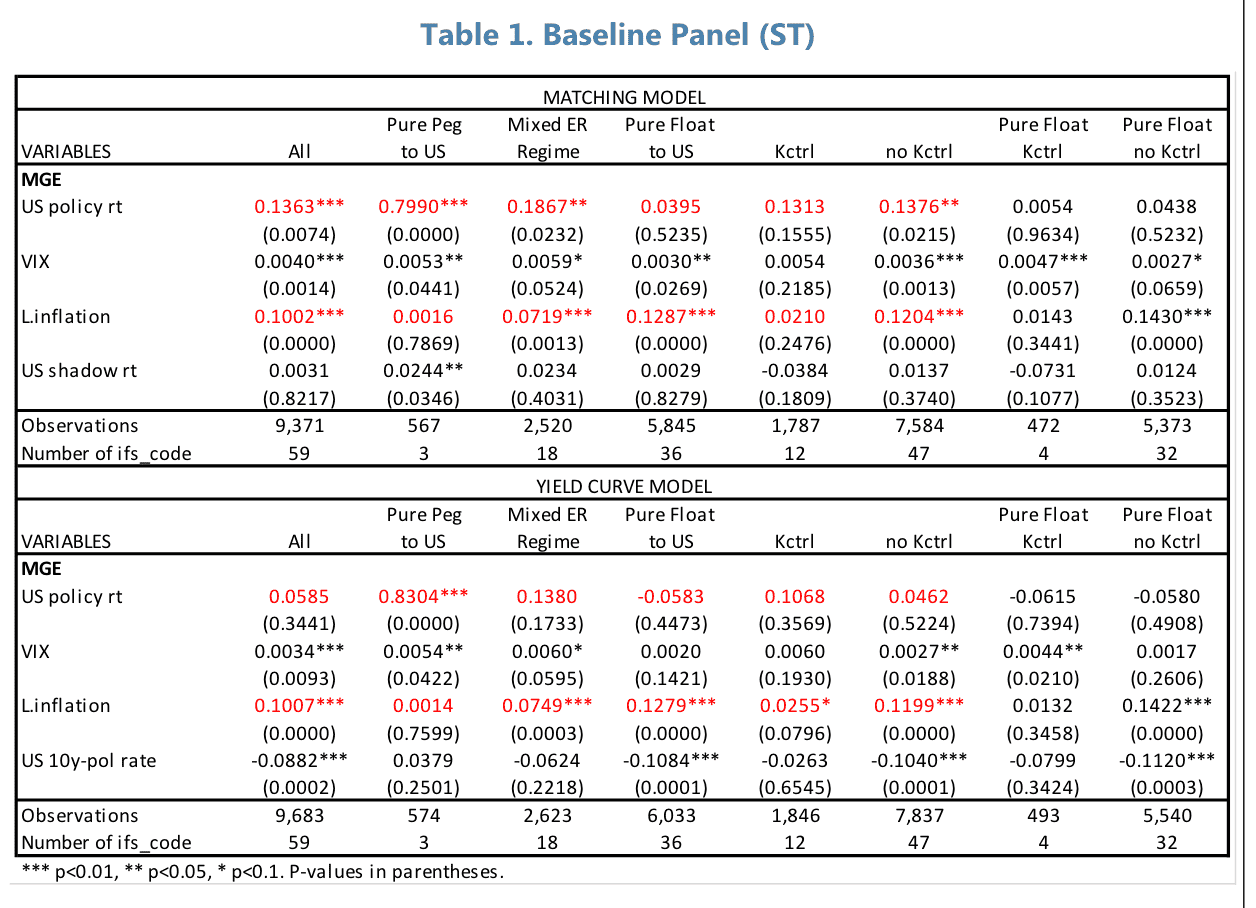 Table 1. Baseline Panel (ST)
MATCHING MODEL
Pure Peg Mixed ER Pure Float Pure Float Pure Float
VARIABLES All to US Regime to US Kctrl no Kctrl Kctrl no Kctrl
MGE
US policy rt 0.1363*** 0.7990*** 0.1867** 0.0395 0.1313 0.1376** 0.0054 0.0438
(0.0074) (0.0000) (0.0232) (0.5235) (0.1555) (0.0215) (0.9634) (0.5232)
VIX 0.0040*** 0.0053** 0.0059* 0.0030** 0.0054 0.0036*** 0.0047*** 0.0027*
(0.0014) (0.0441) (0.0524) (0.0269) (0.2185) (0.0013) (0.0057) (0.0659)
L.inflation 0.1002*** 0.0016 0.0719*** 0.1287*** 0.0210 0.1204*** 0.0143 0.1430***
(0.0000) (0.7869) (0.0013) (0.0000) (0.2476) (0.0000) (0.3441) (0.0000)
US shadow rt 0.0031 0.0244** 0.0234 0.0029 -0.0384 0.0137 -0.0731 0.0124
(0.8217) (0.0346) (0.4031) (0.8279) (0.1809) (0.3740) (0.1077) (0.3523)
Observations 9,371 567 2,520 5,845 1,787 7,584 472 5,373
Number of ifs_code 59 3 18 36 12 47 4 32
YIELD CURVE MODEL
Pure Peg Mixed ER Pure Float Pure Float Pure Float
VARIABLES All to US Regime to US Kctrl no Kctrl Kctrl no Kctrl
MGE
US policy rt 0.0585 0.8304*** 0.1380 -0.0583 0.1068 0.0462 -0.0615 -0.0580
(0.3441) (0.0000) (0.1733) (0.4473) (0.3569) (0.5224) (0.7394) (0.4908)
VIX 0.0034*** 0.0054** 0.0060* 0.0020 0.0060 0.0027** 0.0044** 0.0017
(0.0093) (0.0422) (0.0595) (0.1421) (0.1930) (0.0188) (0.0210) (0.2606)
L.inflation 0.1007*** 0.0014 0.0749*** 0.1279*** 0.0255* 0.1199*** 0.0132 0.1422***
(0.0000) (0.7599) (0.0003) (0.0000) (0.0796) (0.0000) (0.3458) (0.0000)
US 10y-pol rate -0.0882*** 0.0379 -0.0624 -0.1084*** -0.0263 -0.1040*** -0.0799 -0.1120***
(0.0002) (0.2501) (0.2218) (0.0001) (0.6545) (0.0001) (0.3424) (0.0003)
Observations 9,683 574 2,623 6,033 1,846 7,837 493 5,540
Number of ifs_code 59 3 18 36 12 47 4 32
*** p<0.01, ** p<0.05, * p<0.1. P-values in parentheses.